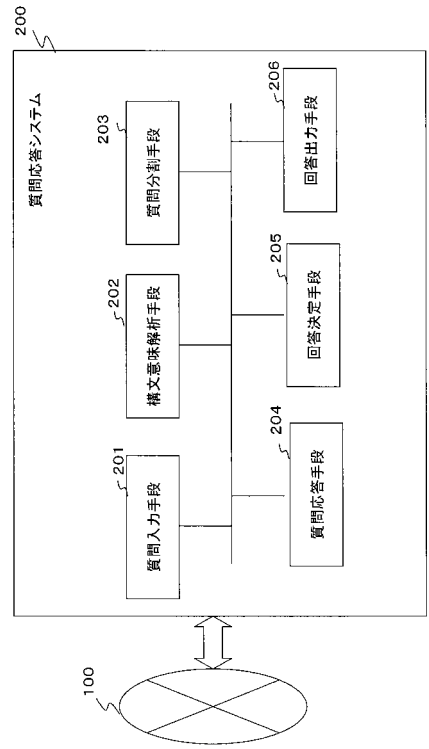 200
質問応答システム
201
質問入力手段
202
構文意味解析手段
203
質問分割手段
204
質問応答手段
205
回答決定手段
206
回答出力手段
100